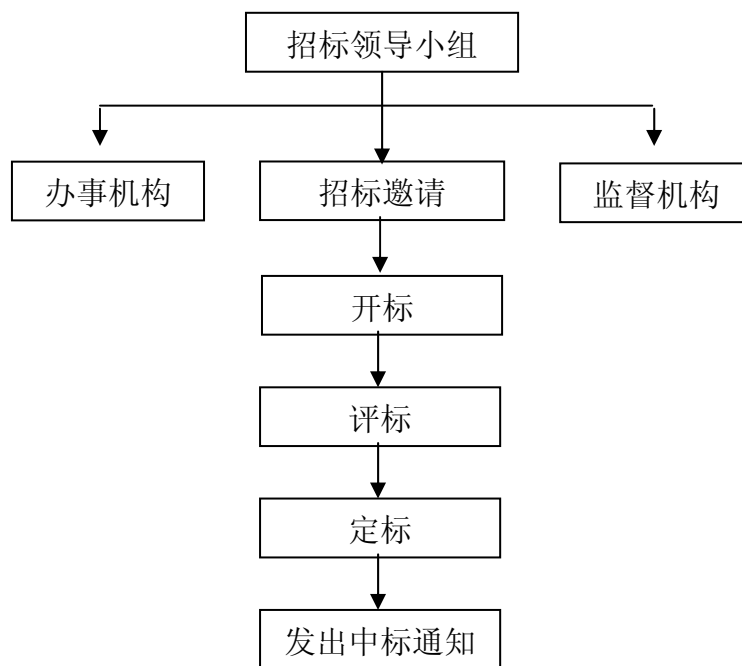 招标领导小组
办事机构
招标邀请
监督机构
开标
评标
定标
发出中标通知